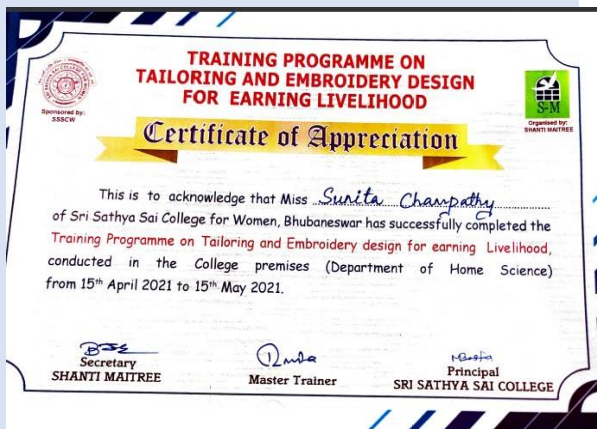 TRAINING PROGRAMME ON
TAILORING AND EMBROIDERY DESIGN
FOR EARNING LIVELIHOOD
Sponsored by:
SSSCW
S-M
Organised by:
SHANTI MAITREE
Certificate of Appreciation
This is to acknowledge that Miss Sunita Champathy
of Sri Sathya Sai College for Women, Bhubaneswar has successfully completed the
Training Programme on Tailoring and Embroidery design for earning Livelihood,
conducted in the College premises (Department of Home Science)
from 15th April 2021 to 15th May 2021.
Secretary
SHANTI MAITREE
Master Trainer
Principal
SRI SATHYA SAI COLLEGE